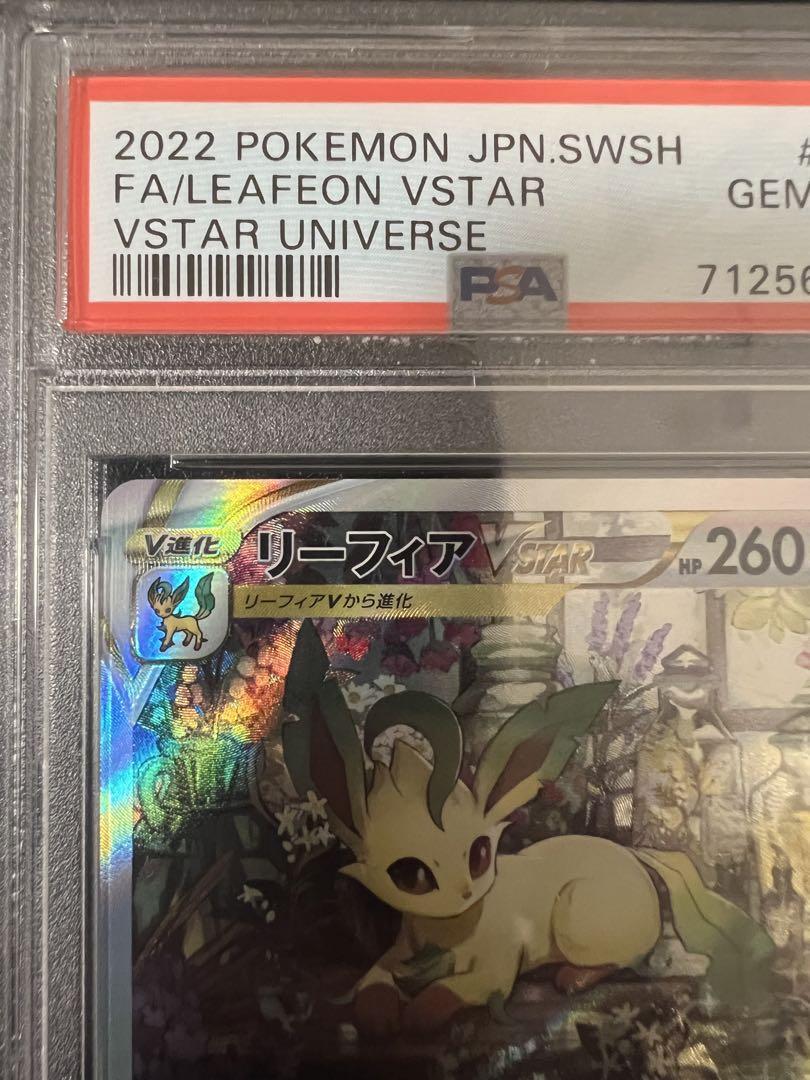 2022 POKEMON JPN.SWSH #
FA/LEAFEON VSTAR GEM
VSTAR UNIVERSE
PSA 71256
V進化 リーフィア VSTAR HP 260
リーフィアVから進化